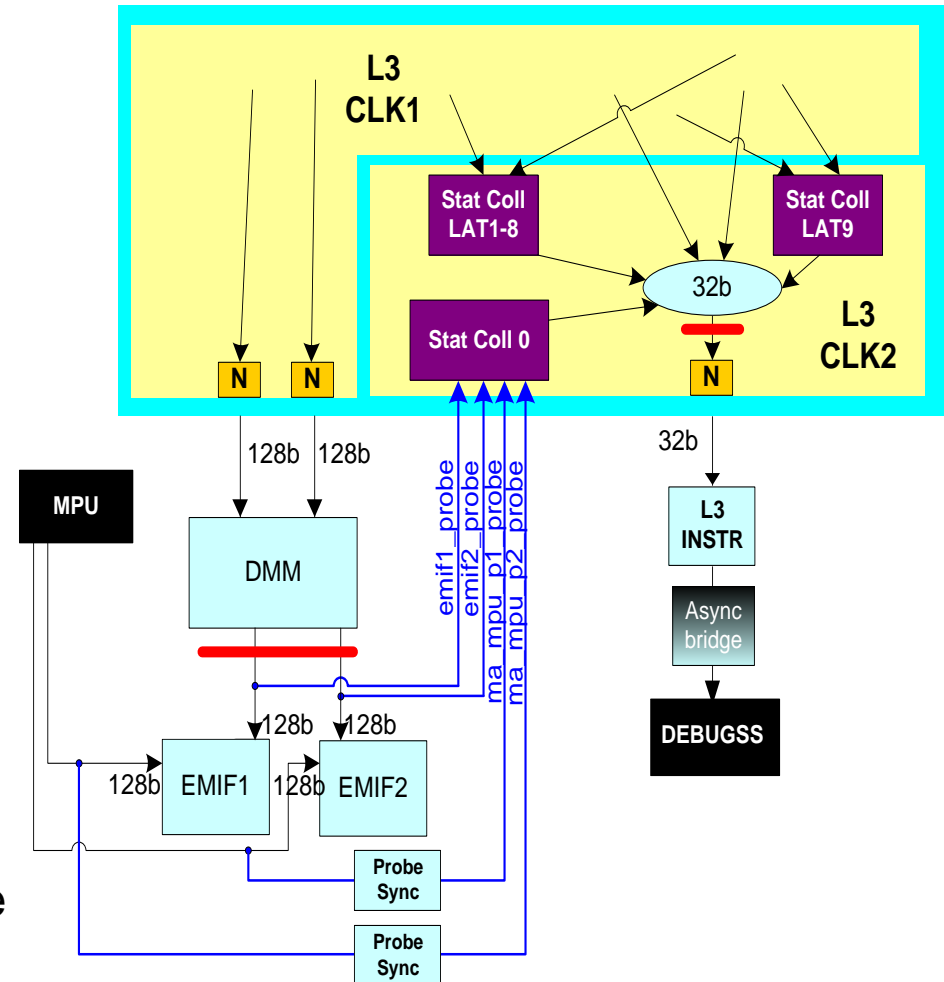 L3
CLK1
Stat Coll
LAT1-8
Stat Coll
LAT9
32b
Stat Coll 0
L3
CLK2
N
N
N
128b
128b
32b
MPU
emif1_probe
emif2_probe
ma_mpu_p1_probe
ma_mpu_p2_probe
L3
INSTR
DMM
Async
bridge
128b
128b
DEBUGSS
128b
EMIF1
128b
EMIF2
Probe
Sync
e
Probe
Sync